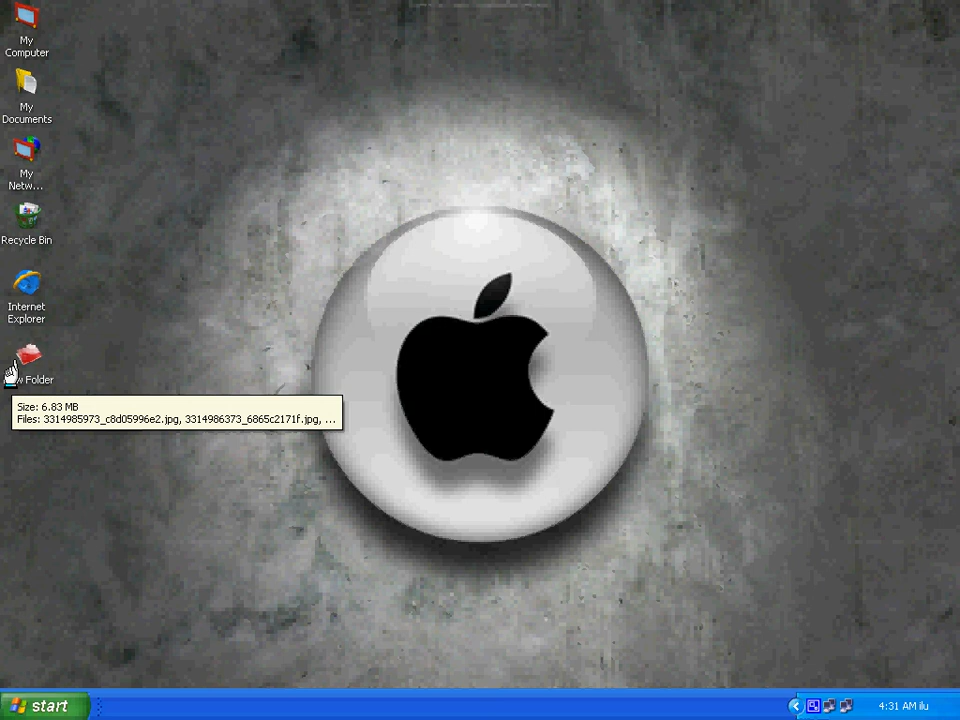 My
Computer
My
Documents
My
Netw...
Recycle Bin
Internet
Explorer
Folder
Size: 6.83 MB
Files: 3314985973_c8d05996e2.jpg, 3314986373_6865c2171f.jpg, ...
start
4:31 AM ilu